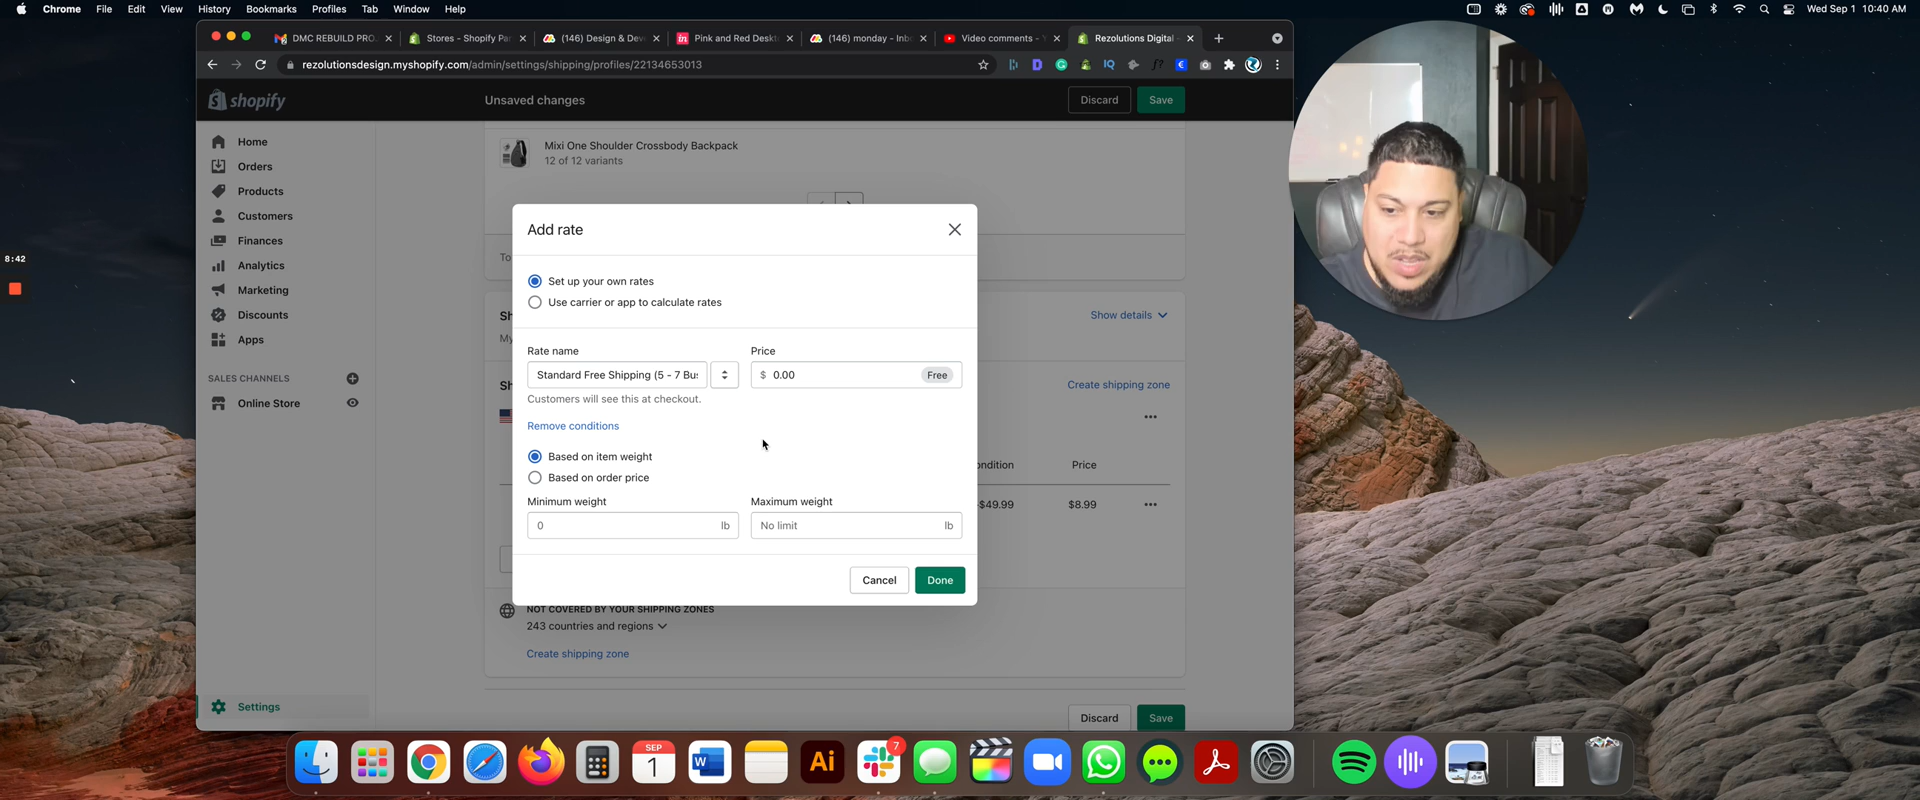 Chrome File Edit View History Bookmarks Profiles Tab Window Help Wed Sep 1 10:40 AM
DMC REBUILD PRO. Stores - Shopify Pa (146) Design & Dev Pink and Red Deskt (146) monday - Inb Video comments - Y Rezolutions Digital
rezolutionsdesign.myshopify.com/admin/settings/shipping/profiles/22134653013
shopify Unsaved changes Discard Save
Home
Orders
Products
Customers
Finances
Analytics
Marketing
Discounts
Apps
SALES CHANNELS
Online Store
Settings
8:42
Mixi One Shoulder Crossbody Backpack
12 of 12 variants
To
Sh Show details
My
Sh Create shipping zone
Add rate
Set up your own rates
Use carrier or app to calculate rates
Rate name Price
Standard Free Shipping (5 - 7 Bu $ 0.00 Free
Customers will see this at checkout.
Remove conditions
Based on item weight
Based on order price
Minimum weight Maximum weight
0 lb No limit lb
Cancel Done
ondition Price
-$49.99 $8.99
NOT COVERED BY YOUR SHIPPING ZONES
243 countries and regions
Create shipping zone
Discard Save
SEP
1
7